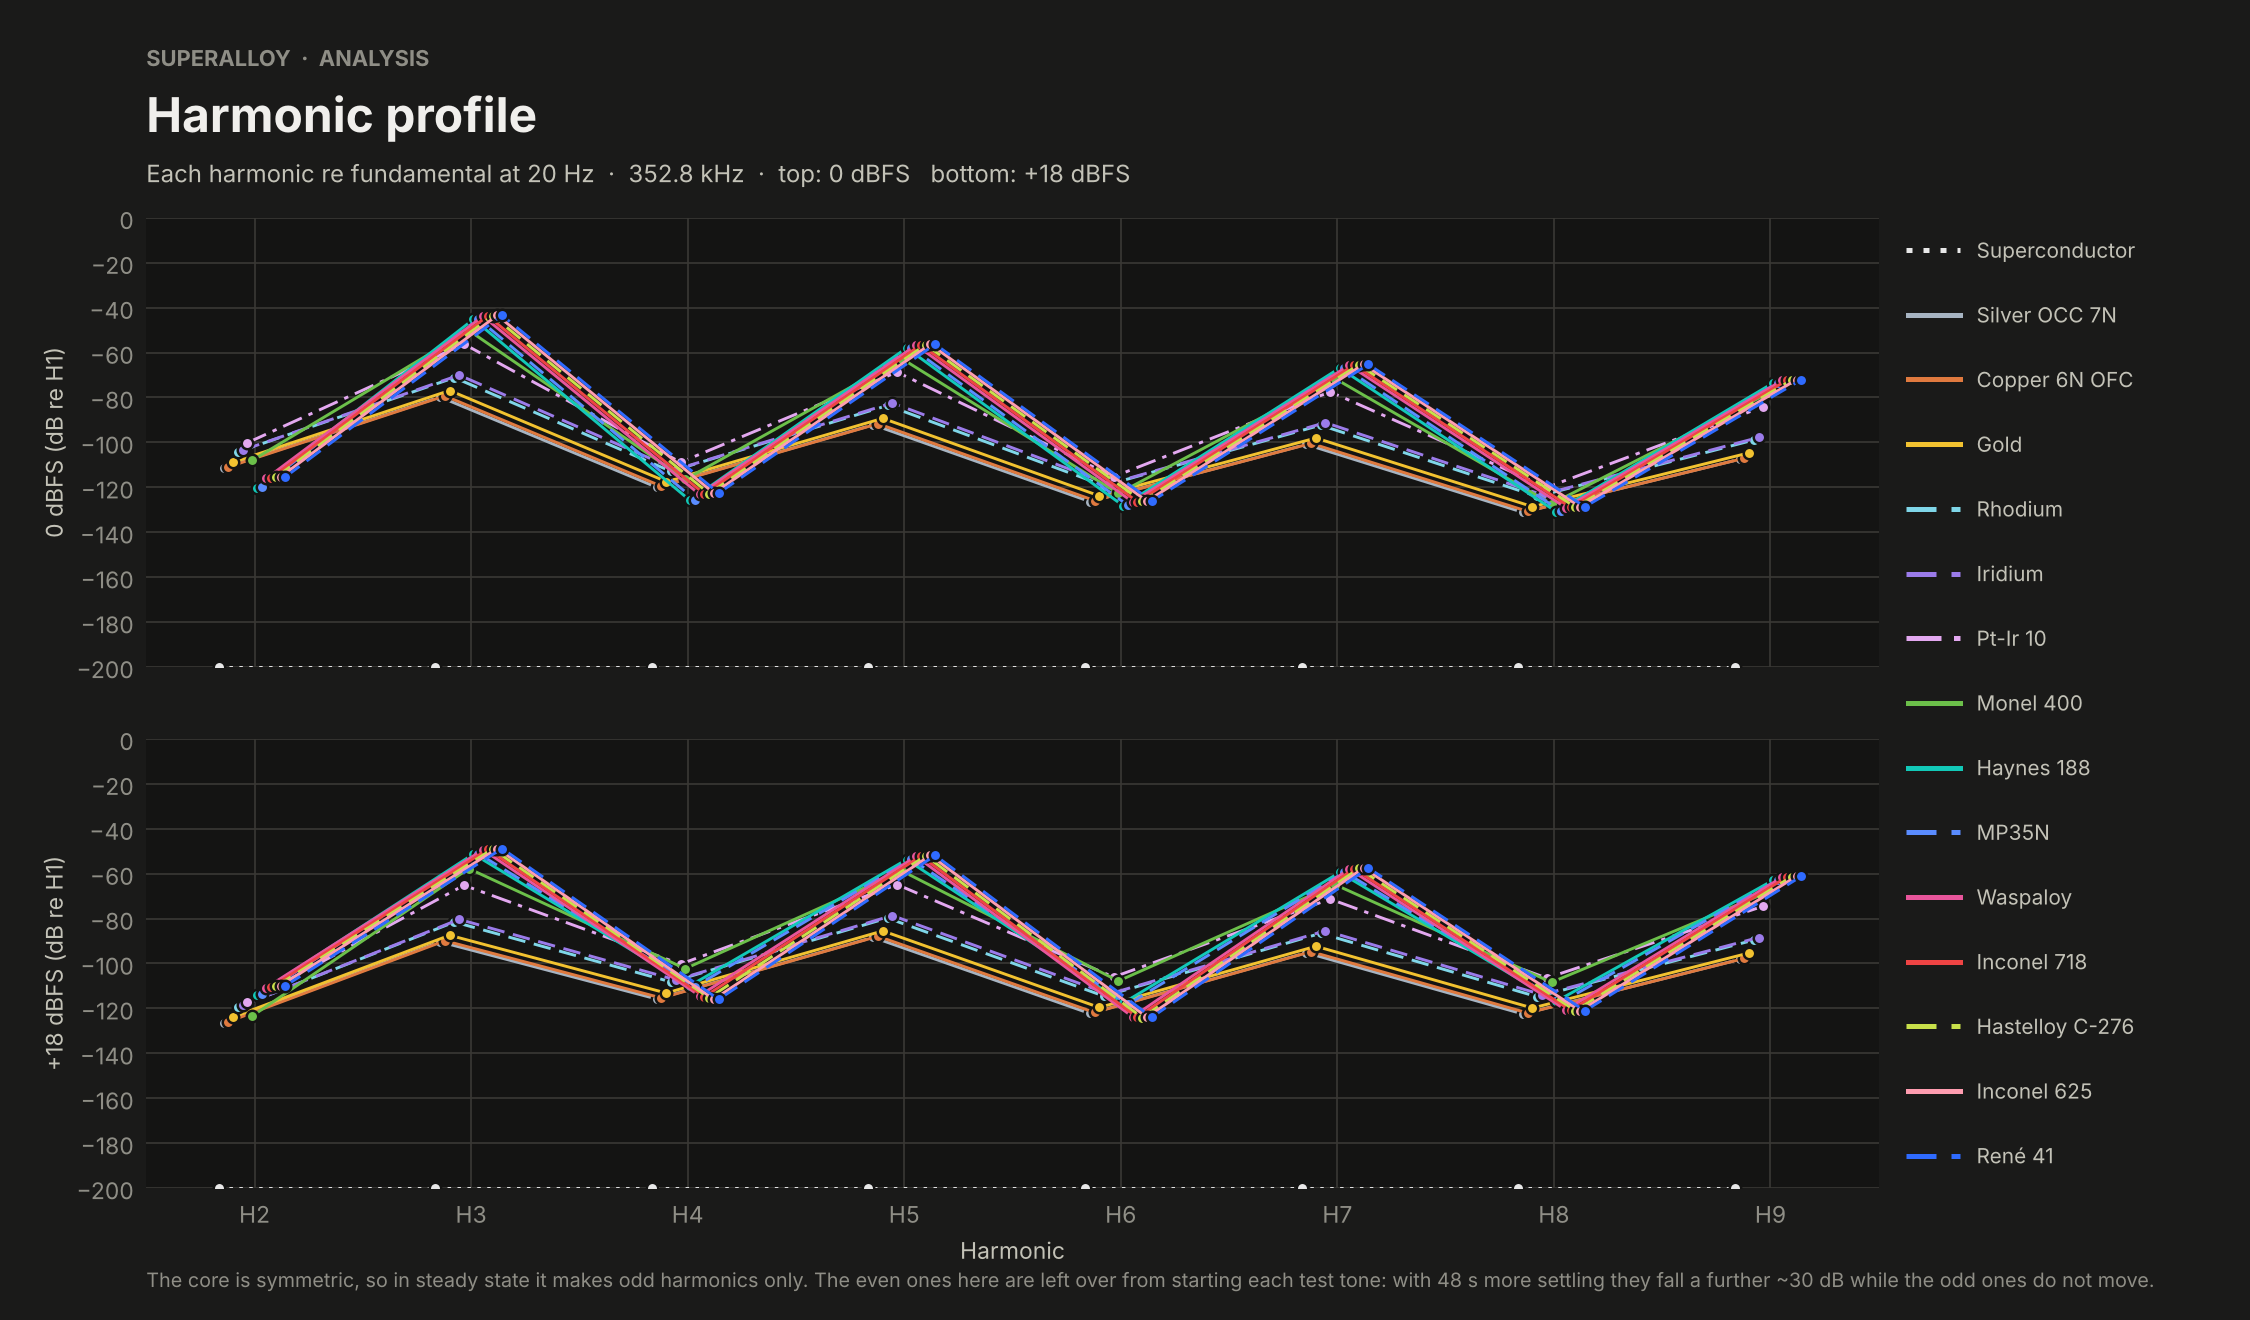 SUPERALLOY · ANALYSIS
Harmonic profile
Each harmonic re fundamental at 20 Hz · 352.8 kHz · top: 0 dBFS bottom: +18 dBFS
0 dBFS (dB re H1)
0
−20
−40
−60
−80
−100
−120
−140
−160
−180
−200
+18 dBFS (dB re H1)
0
−20
−40
−60
−80
−100
−120
−140
−160
−180
−200
H2 H3 H4 H5 H6 H7 H8 H9
Harmonic
Superconductor
Silver OCC 7N
Copper 6N OFC
Gold
Rhodium
Iridium
Pt-Ir 10
Monel 400
Haynes 188
MP35N
Waspaloy
Inconel 718
Hastelloy C-276
Inconel 625
René 41
The core is symmetric, so in steady state it makes odd harmonics only. The even ones here are left over from starting each test tone: with 48 s more settling they fall a further ~30 dB while the odd ones do not move.